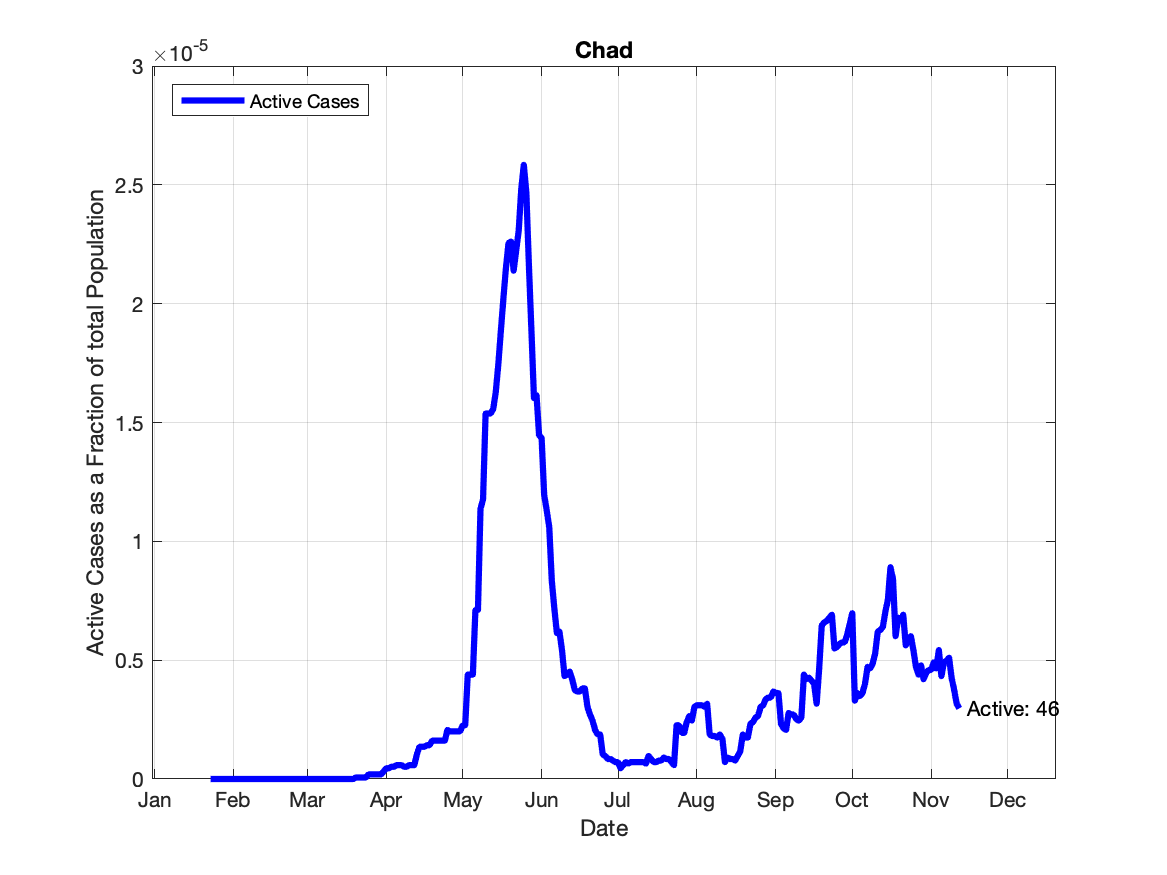 Chad
×10-5
Active Cases
3
2.5
2
1.5
1
0.5
0
Active Cases as a Fraction of total Population
Active: 46
Jan Feb Mar Apr May Jun Jul Aug Sep Oct Nov Dec
Date